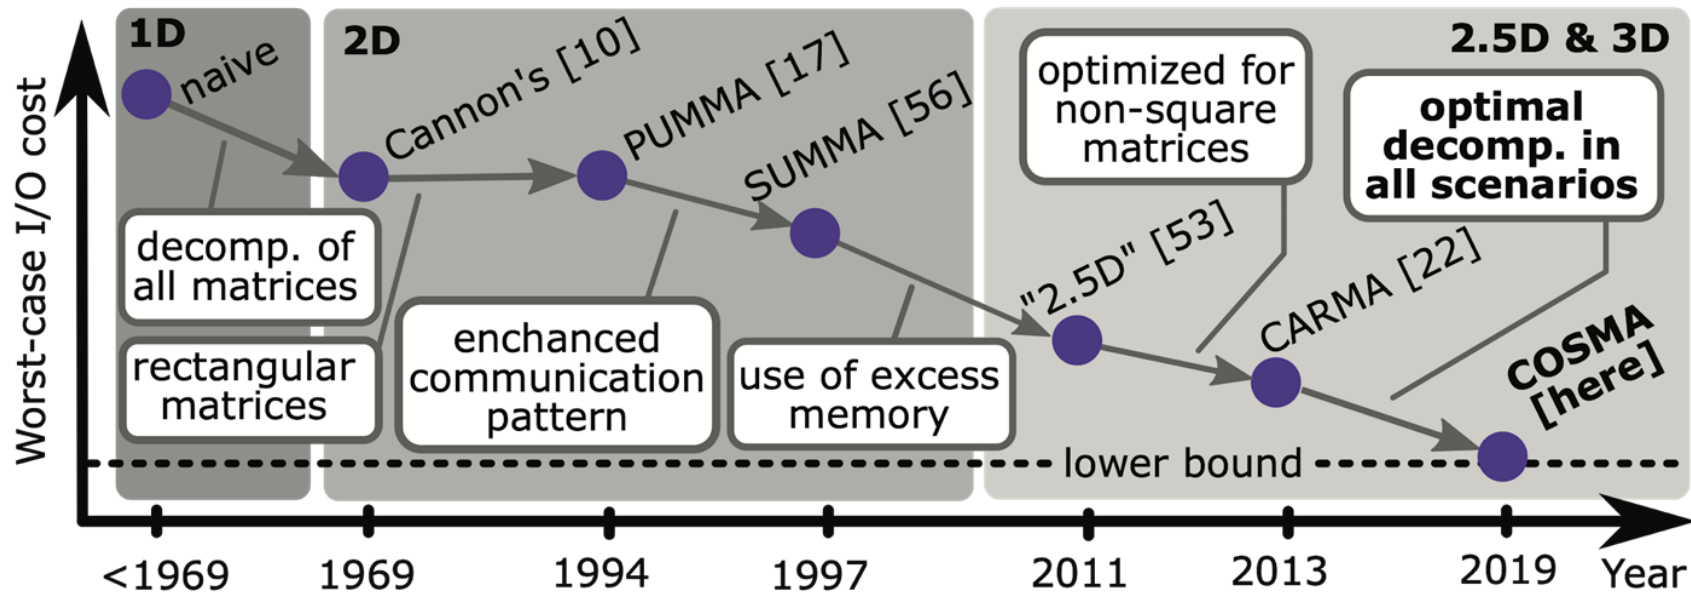 Worst-case I/O cost
1D
naive
decomp. of
all matrices
rectangular
matrices
2D
Cannon's [10]
PUMMA [17]
SUMMA [56]
enchanced
communication
pattern
use of excess
memory
2.5D & 3D
optimized for
non-square
matrices
optimal
decomp. in
all scenarios
"2.5D" [53]
CARMA [22]
COSMA
[here]
lower bound
<1969
1969
1994
1997
2011
2013
2019
Year